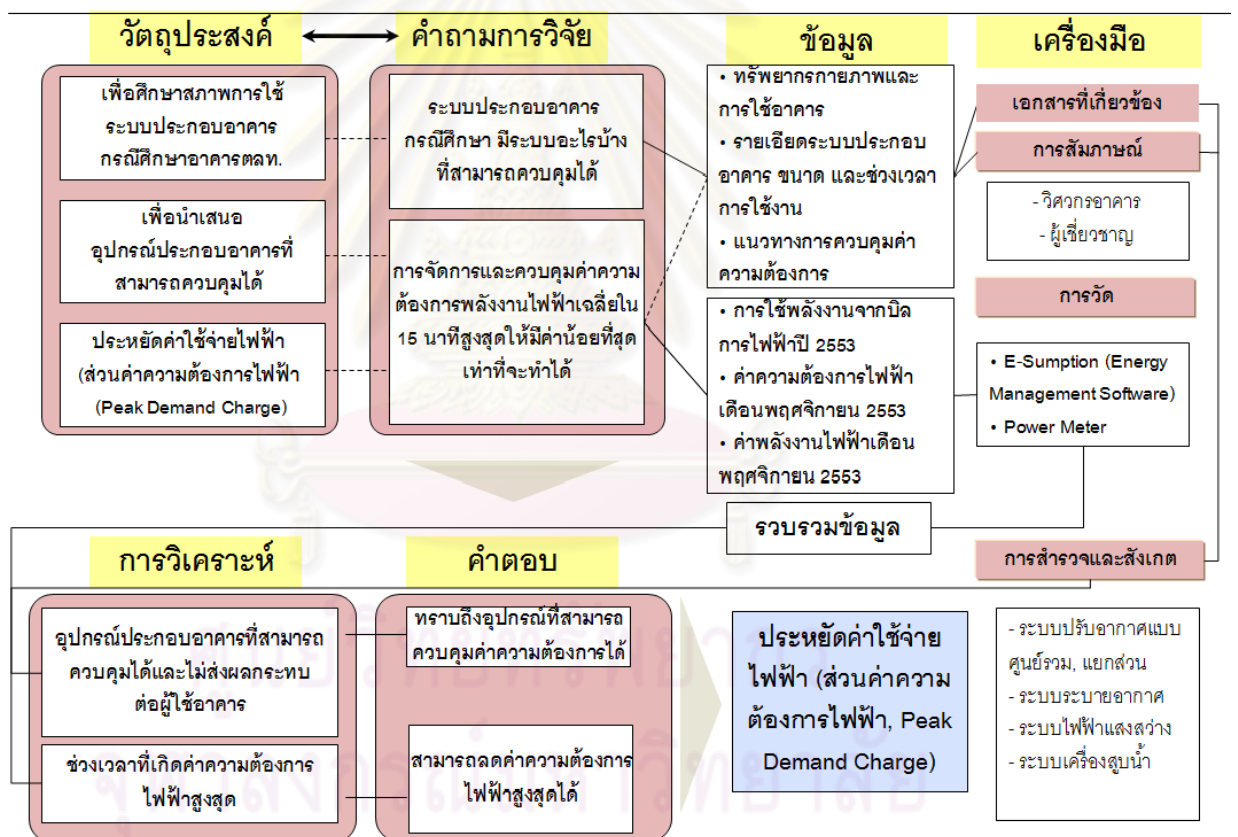 วัตถุประสงค์
คำถามการวิจัย
ข้อมูล
เครื่องมือ
เพื่อศึกษาสภาพการใช้
ระบบประกอบอาคาร
กรณีศึกษาอาคารตลท.
เพื่อนำเสนอ
อุปกรณ์ประกอบอาคารที่
สามารถควบคุมได้
ประหยัดค่าใช้จ่ายไฟฟ้า
(ส่วนค่าความต้องการไฟฟ้า
(Peak Demand Charge)
ระบบประกอบอาคาร
กรณีศึกษา มีระบบอะไรบ้าง
ที่สามารถควบคุมได้
การจัดการและควบคุมค่าความ
ต้องการพลังงานไฟฟ้าเฉลี่ยใน
15 นาทีสูงสุดให้มีค่าน้อยที่สุด
เท่าที่จะทำได้
• ทรัพยากรกายภาพและ
การใช้อาคาร
• รายเอียดระบบประกอบ
อาคาร ขนาด และช่วงเวลา
การใช้งาน
• แนวทางการควบคุมค่า
ความต้องการ
• การใช้พลังงานจากบิล
การไฟฟ้าปี 2553
• ค่าความต้องการไฟฟ้า
เดือนพฤศจิกายน 2553
• ค่าพลังงานไฟฟ้าเดือน
พฤศจิกายน 2553
เอกสารที่เกี่ยวข้อง
การสัมภาษณ์
- วิศวกรอาคาร
- ผู้เชี่ยวชาญ
การวัด
• E-Sumption (Energy
Management Software)
• Power Meter
รวบรวมข้อมูล
การสำรวจและสังเกต
- ระบบปรับอากาศแบบ
ศูนย์รวม, แยกส่วน
- ระบบระบายอากาศ
- ระบบไฟฟ้าแสงสว่าง
- ระบบเครื่องสูบน้ำ
การวิเคราะห์
คำตอบ
อุปกรณ์ประกอบอาคารที่สามารถ
ควบคุมได้และไม่ส่งผลกระทบ
ต่อผู้ใช้อาคาร
ช่วงเวลาที่เกิดค่าความต้องการ
ไฟฟ้าสูงสุด
ทราบถึงอุปกรณ์ที่สามารถ
ควบคุมค่าความต้องการได้
สามารถลดค่าความต้องการ
ไฟฟ้าสูงสุดได้
ประหยัดค่าใช้จ่าย
ไฟฟ้า (ส่วนค่าความ
ต้องการไฟฟ้า, Peak
Demand Charge)
ศูนย์วิทยทรัพยากร
จุฬาลงกรณ์มหาวิทยาลัย